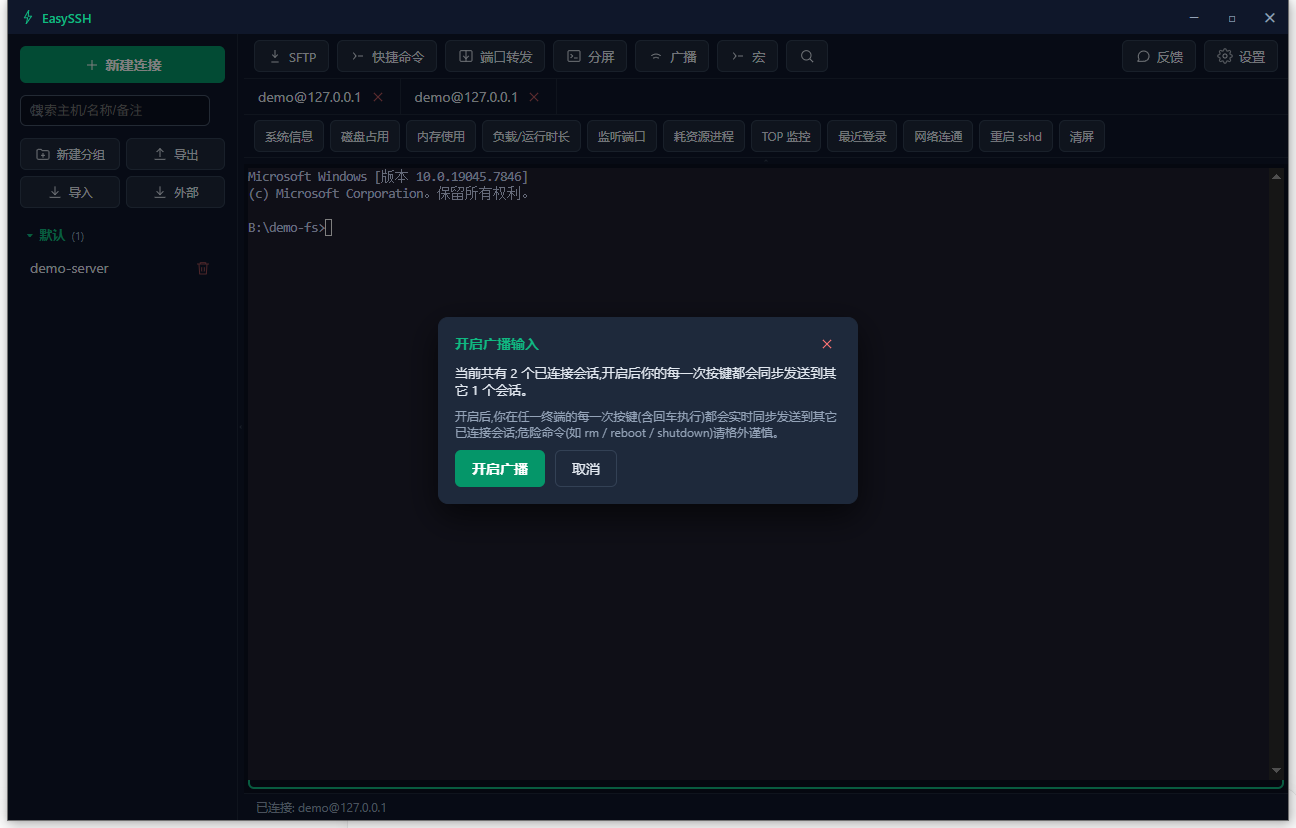 EasySSH
新建连接
SFTP 快捷命令 端口转发 分屏 广播 宏 反馈 设置
搜索主机/名称/备注
demo@127.0.0.1 demo@127.0.0.1
新建分组 导出
系统信息 磁盘占用 内存使用 负载/运行时长 监听端口 耗资源进程 TOP 监控 最近登录 网络连通 重启 sshd 清屏
导入 外部
默认 (1)
demo-server
Microsoft Windows [版本 10.0.19045.7846]
(c) Microsoft Corporation。保留所有权利。
B:\demo-fs>
开启广播输入
当前共有 2 个已连接会话,开启后你的每一次按键都会同步发送到其
它 1 个会话。
开启后,你在任一终端的每一次按键(含回车执行)都会实时同步发送到其它
已连接会话;危险命令(如 rm / reboot / shutdown)请格外谨慎。
开启广播 取消
已连接: demo@127.0.0.1